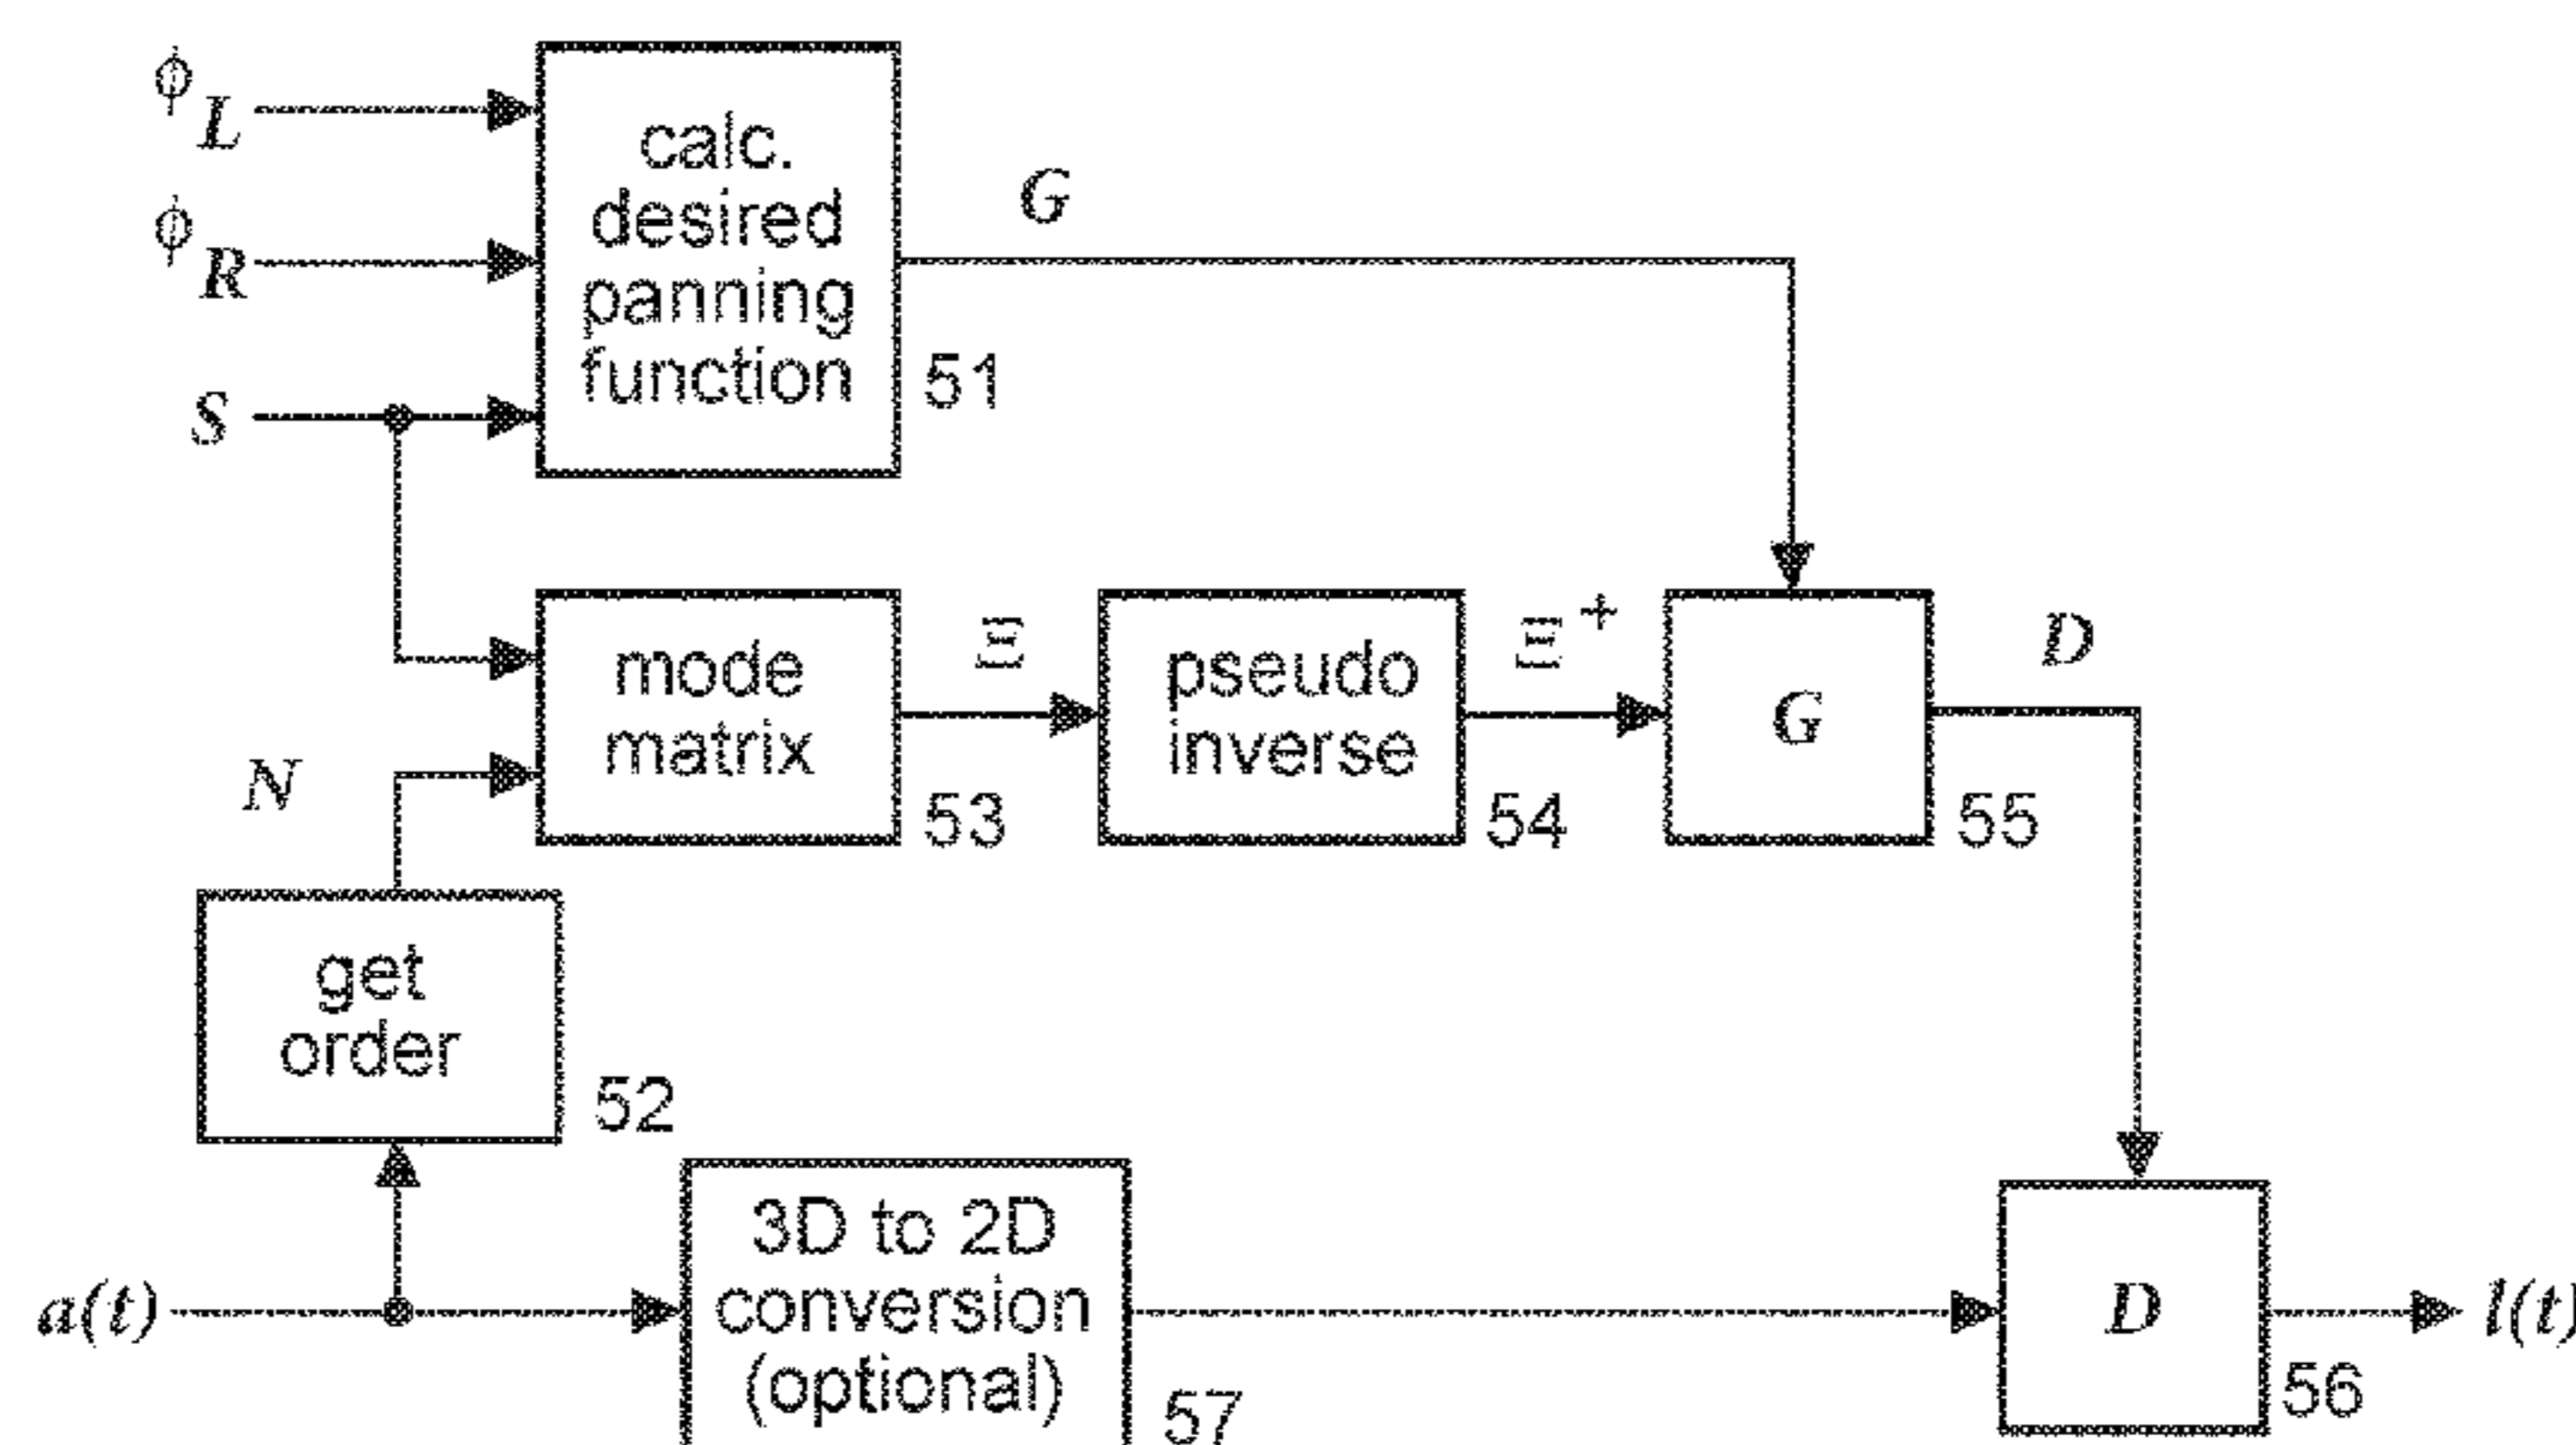 ϕL
calc.
desired
panning
function
51
G
ϕR
S
mode
matrix
53
Ξ
pseudo
inverse
54
Ξ+
G
55
D
N
get
order
52
a(t)
3D to 2D
conversion
(optional)
57
D
56
l(t)